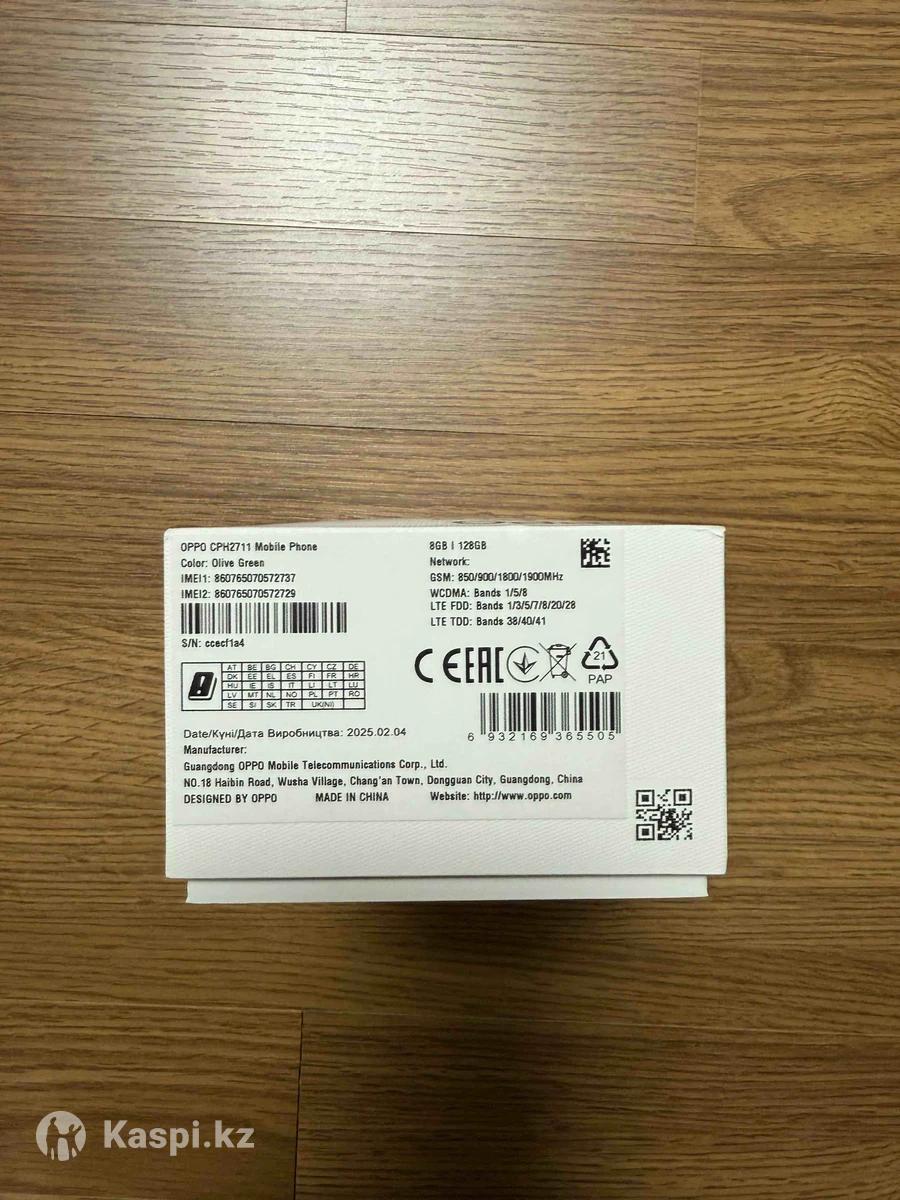 OPPO CPH2711 Mobile Phone
Color: Olive Green
IMEI1: 860765070572737
IMEI2: 860765070572729
S/N: ccecf1a4
8GB | 128GB
Network:
GSM: 850/900/1800/1900MHz
WCDMA: Bands 1/5/8
LTE FDD: Bands 1/3/5/7/8/20/28
LTE TDD: Bands 38/40/41
AT BE BG CH CY CZ DE
DK EE EL ES FI FR HR
HU IE IS IT LI LT LU
LV MT NL NO PL PT RO
SE SI SK TR UK(NI)
CE EAC
21
PAP
6 932169 365505
Date/Күні/Дата Виробництва: 2025.02.04
Manufacturer:
Guangdong OPPO Mobile Telecommunications Corp., Ltd.
NO.18 Haibin Road, Wusha Village, Chang'an Town, Dongguan City, Guangdong, China
DESIGNED BY OPPO MADE IN CHINA Website: http://www.oppo.com
Kaspi.kz